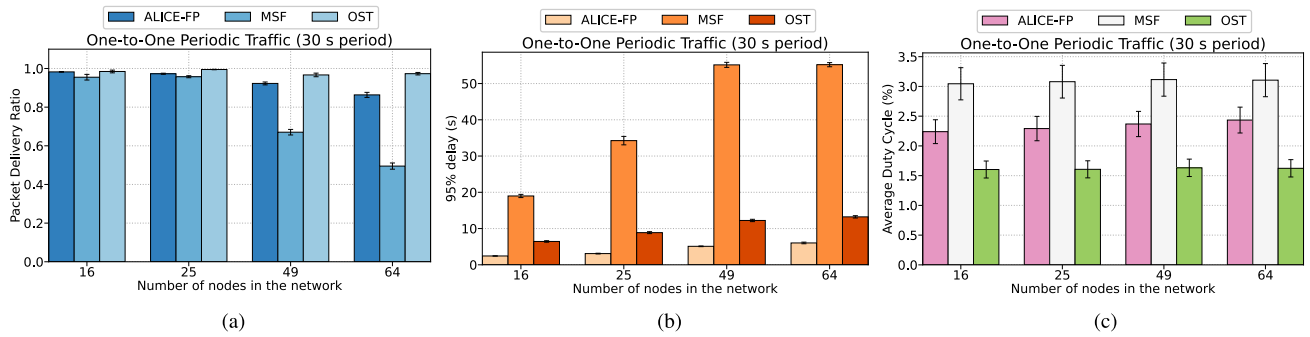 ALICE-FP MSF OST
One-to-One Periodic Traffic (30 s period)
Packet Delivery Ratio
1.0
0.8
0.6
0.4
0.2
0.0
16 25 49 64
Number of nodes in the network
(a)
ALICE-FP MSF OST
One-to-One Periodic Traffic (30 s period)
95% delay (s)
50
40
30
20
10
0
16 25 49 64
Number of nodes in the network
(b)
ALICE-FP MSF OST
One-to-One Periodic Traffic (30 s period)
Average Duty Cycle (%)
3.5
3.0
2.5
2.0
1.5
1.0
0.5
0.0
16 25 49 64
Number of nodes in the network
(c)